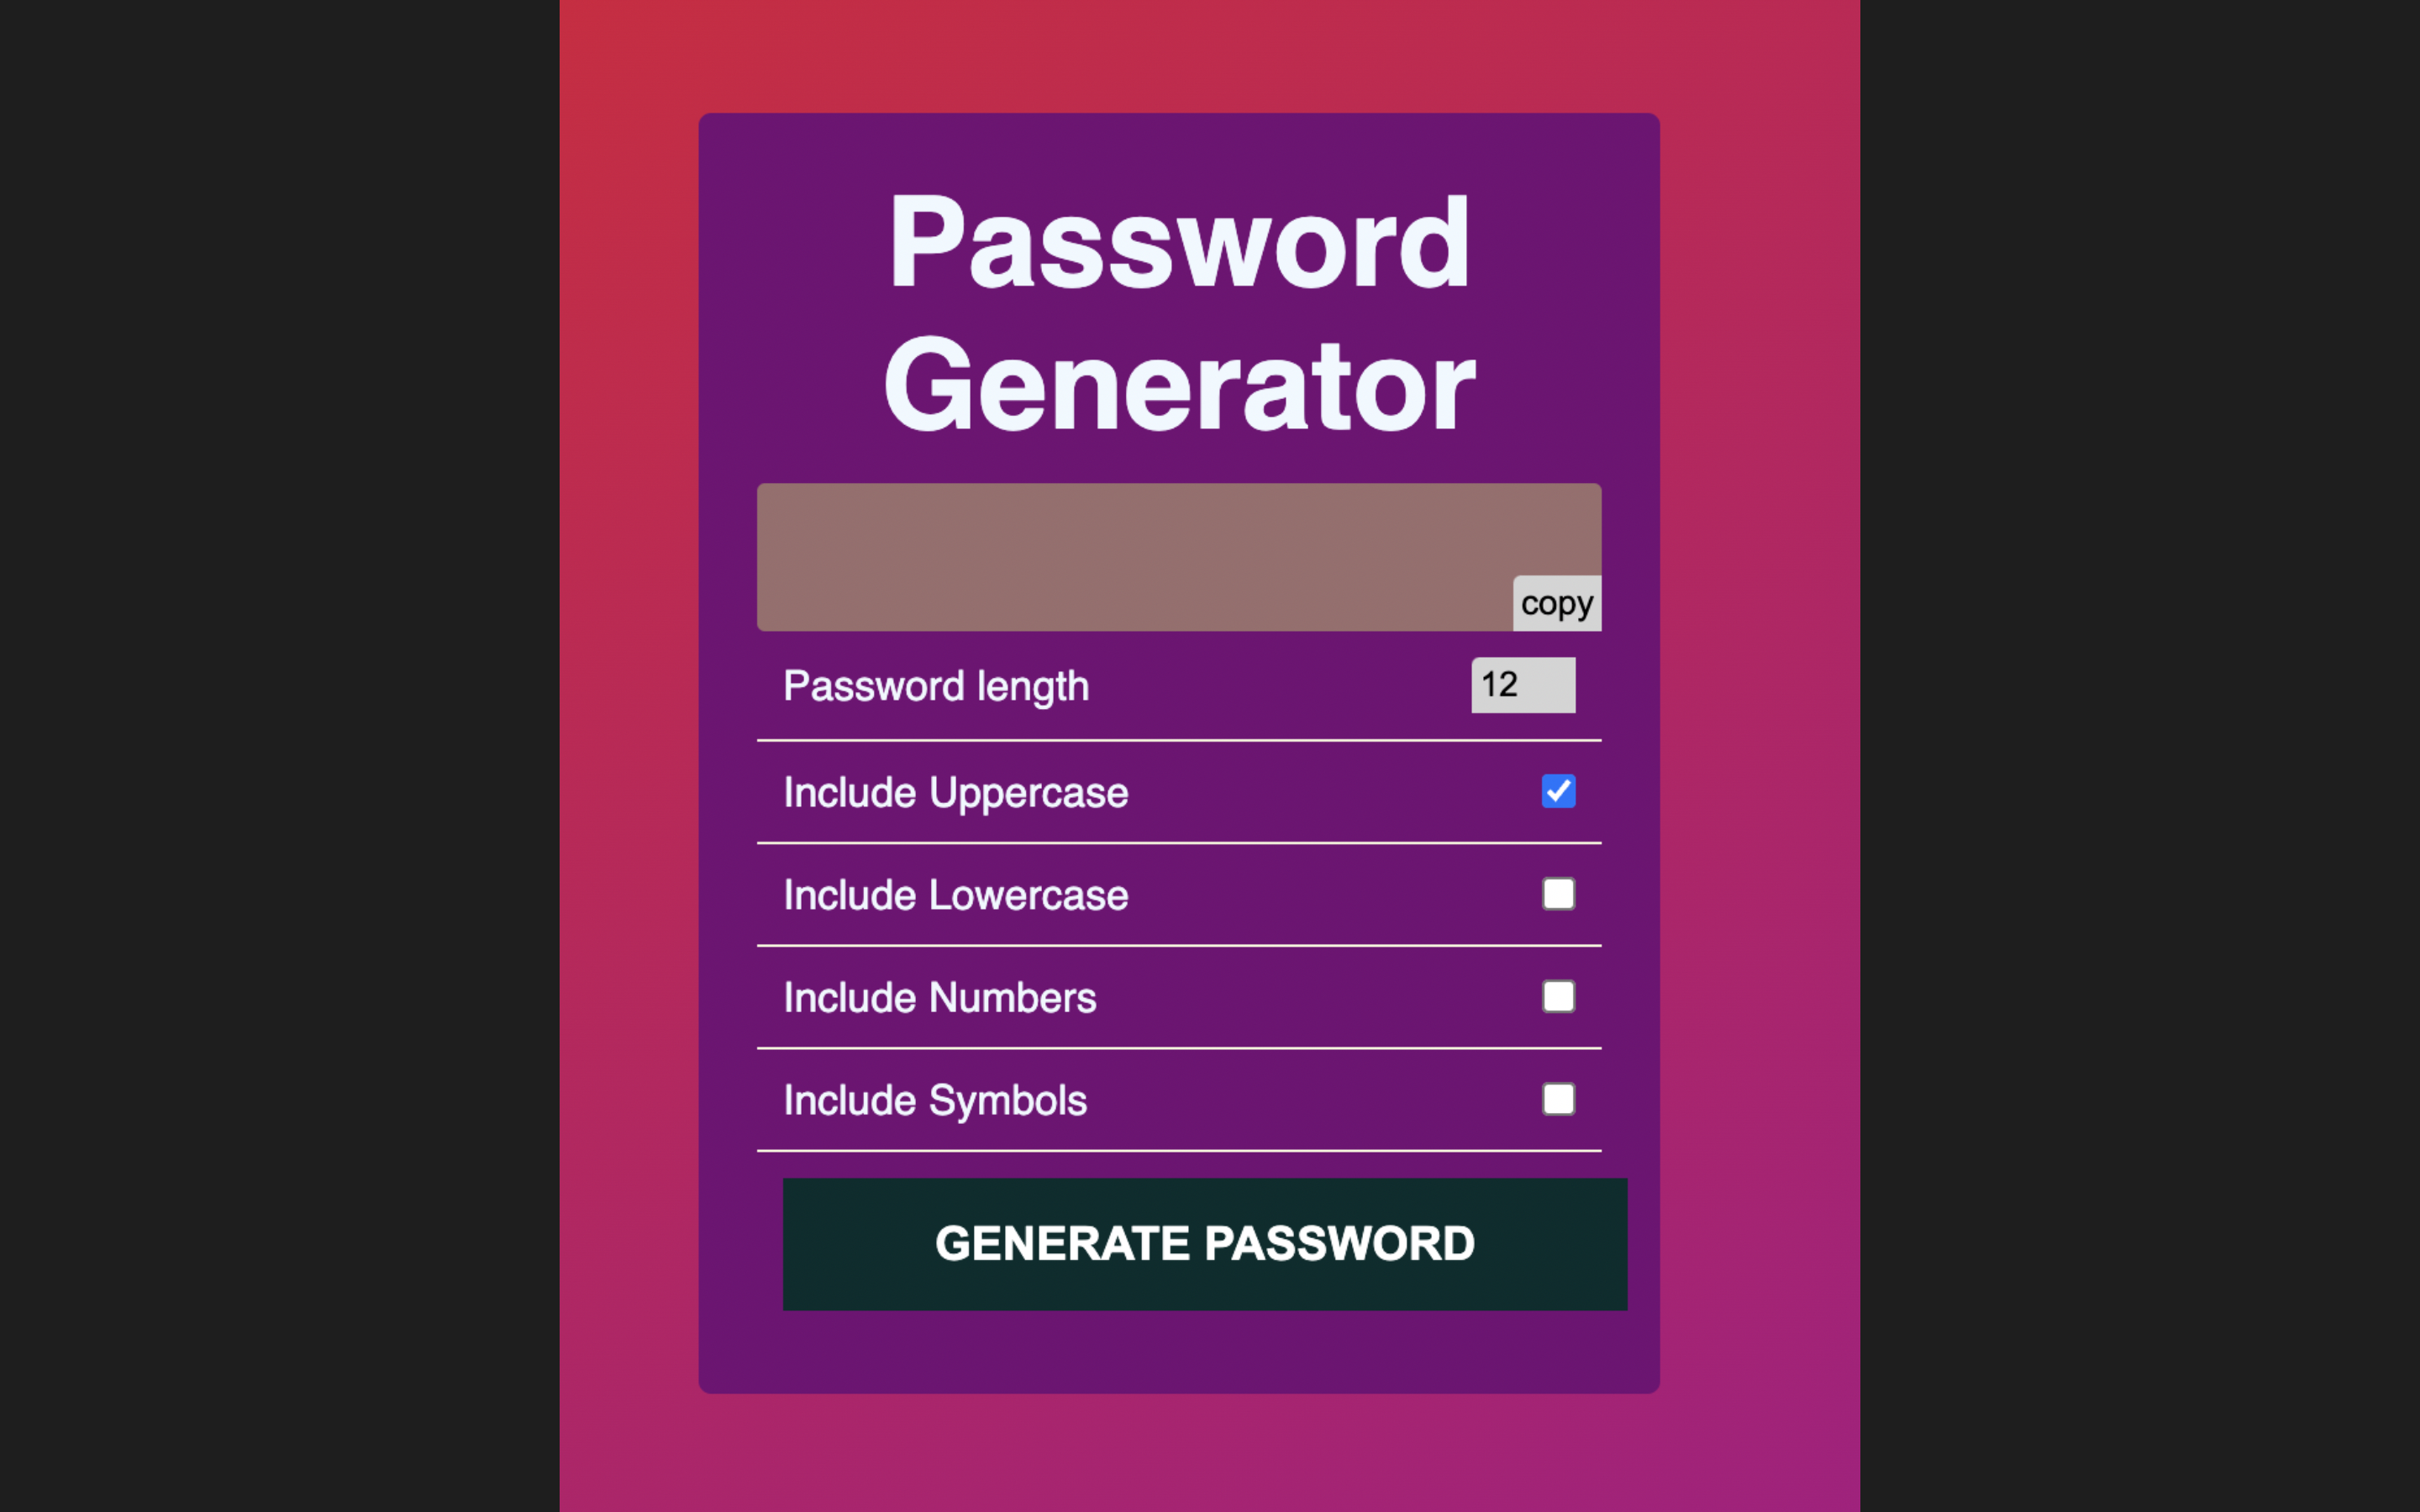 Password
Generator
copy
Password length 12
Include Uppercase
Include Lowercase
Include Numbers
Include Symbols
GENERATE PASSWORD